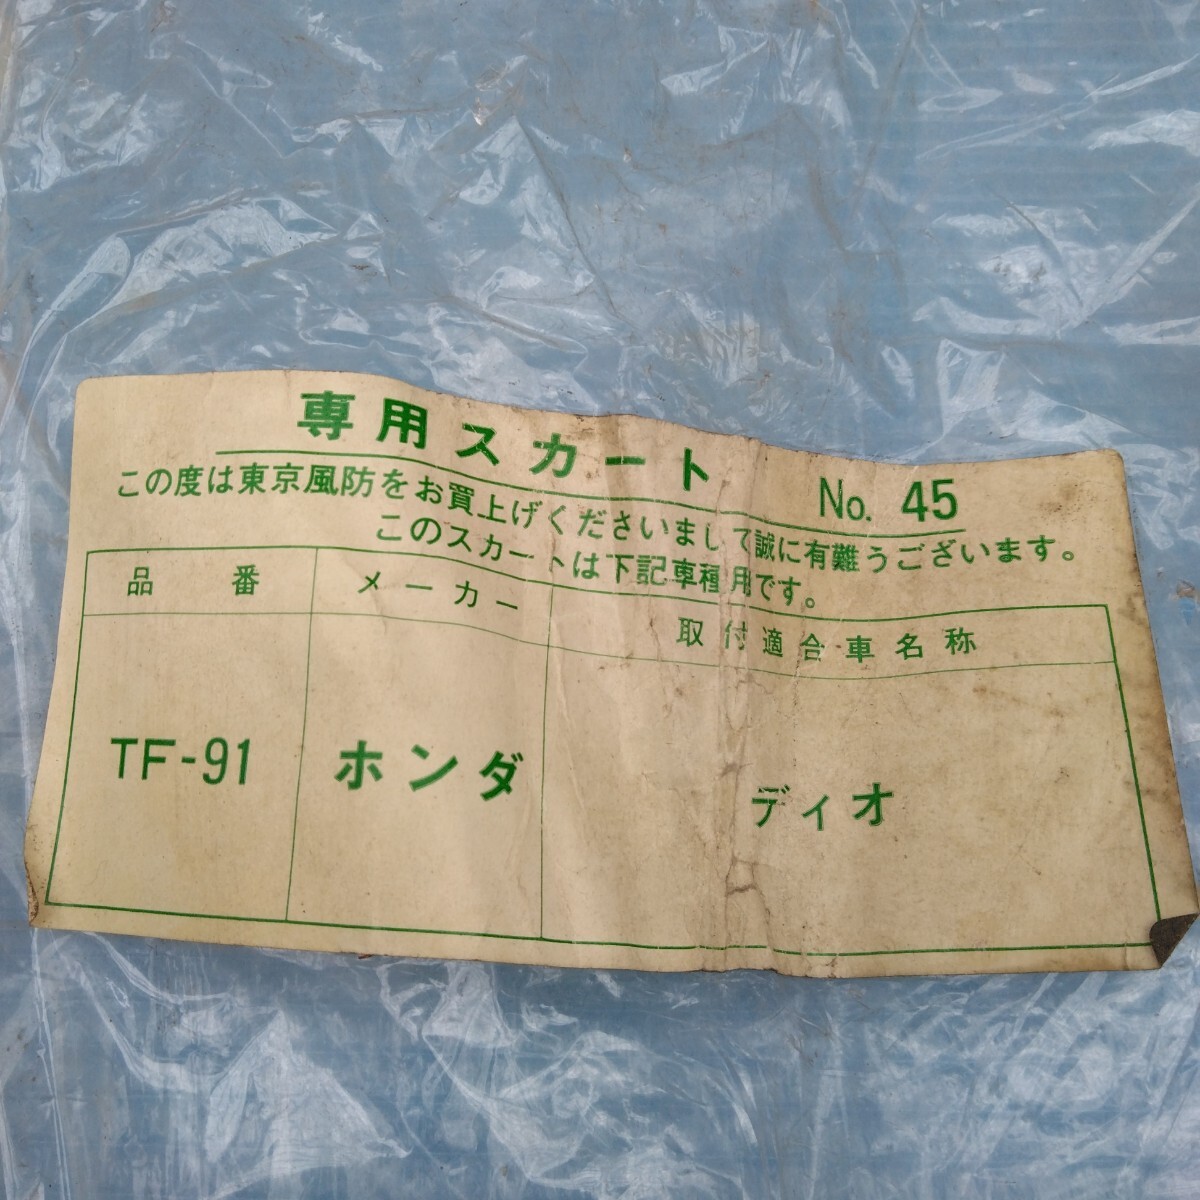 専用スカート No. 45
この度は東京風防をお買上げくださいまして誠に有難うございます。
このスカートは下記車種用です。
品番 メーカー 取付適合車名称
TF-91 ホンダ ディオ